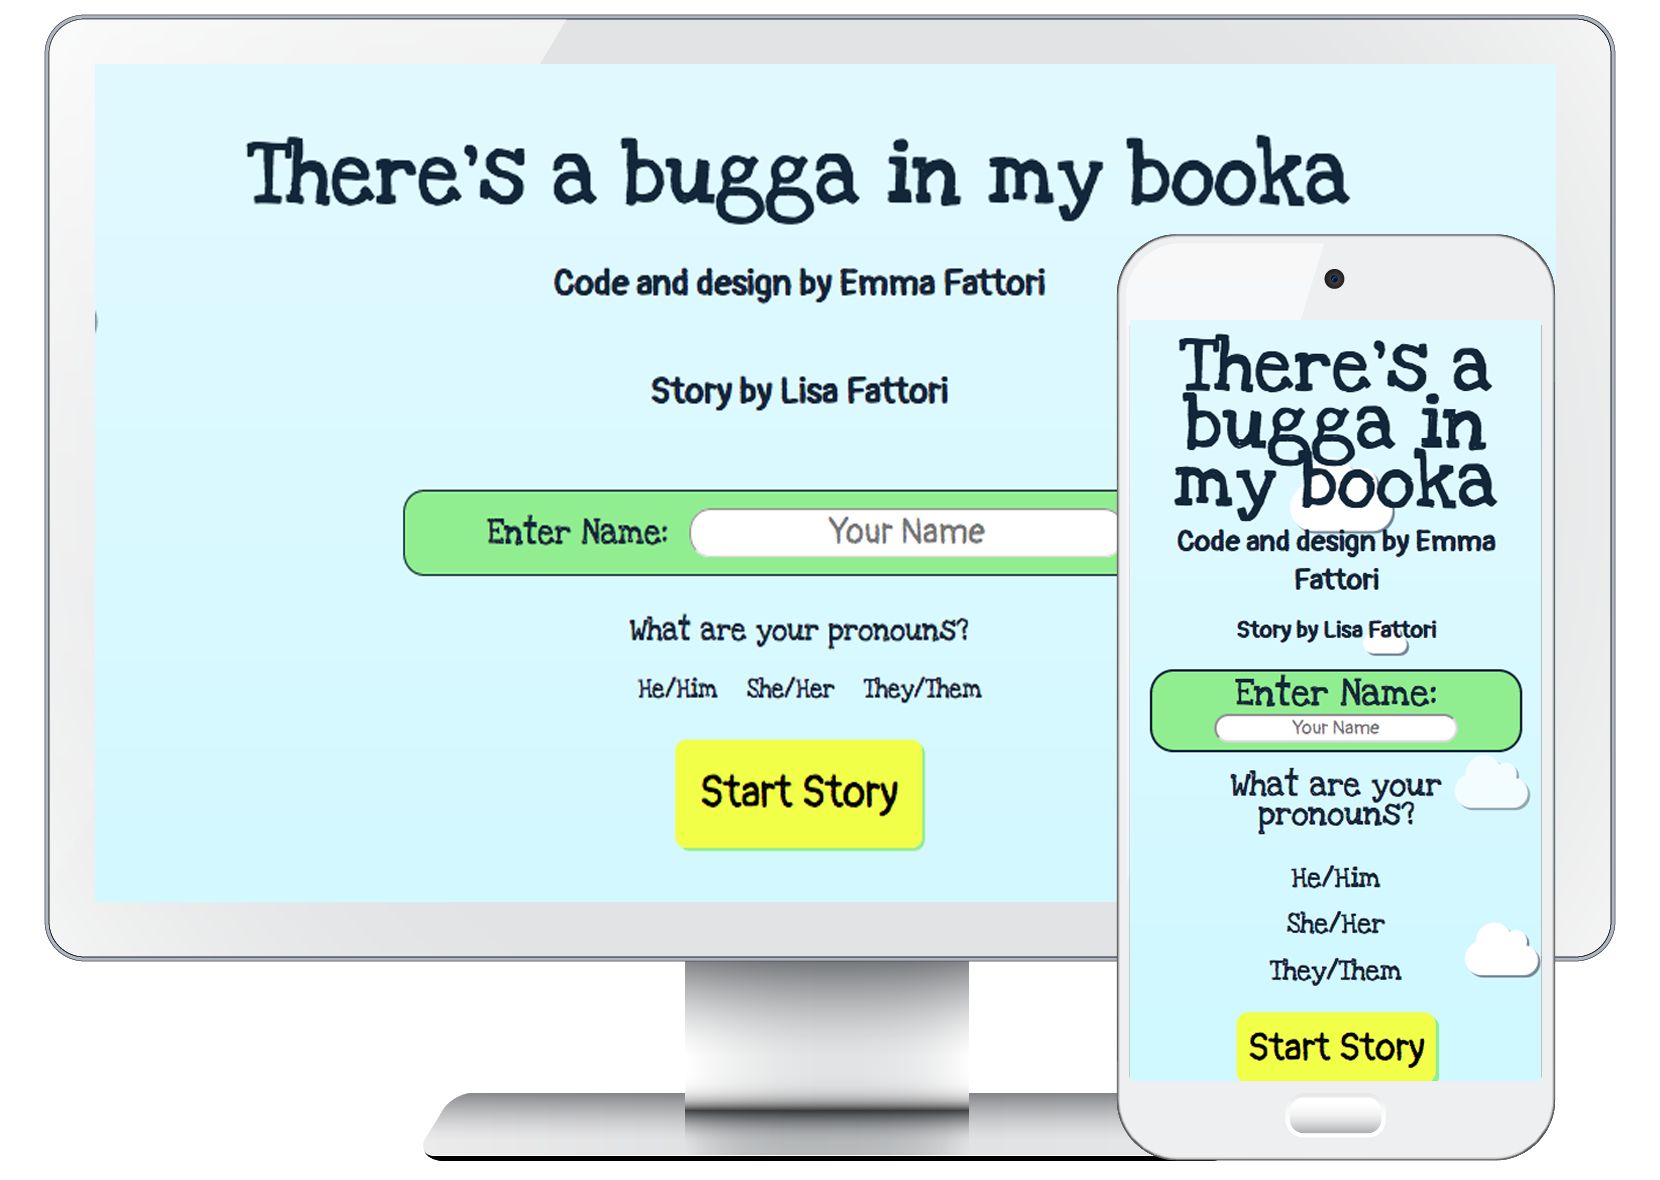 There's a bugga in my booka
Code and design by Emma Fattori
Story by Lisa Fattori
Enter Name: Your Name
What are your pronouns?
He/Him She/Her They/Them
Start Story
There's a
bugga in
my booka
Code and design by Emma
Fattori
Story by Lisa Fattori
Enter Name:
Your Name
What are your
pronouns?
He/Him
She/Her
They/Them
Start Story